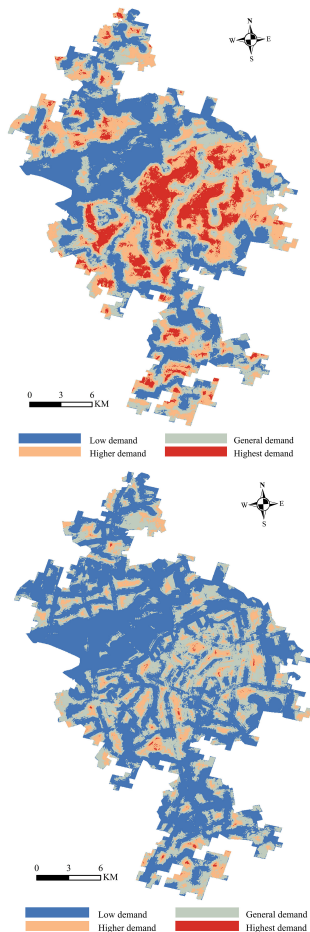 N
W E
S
0 3 6
KM
Low demand General demand
Higher demand Highest demand
N
W E
S
0 3 6
KM
Low demand General demand
Higher demand Highest demand